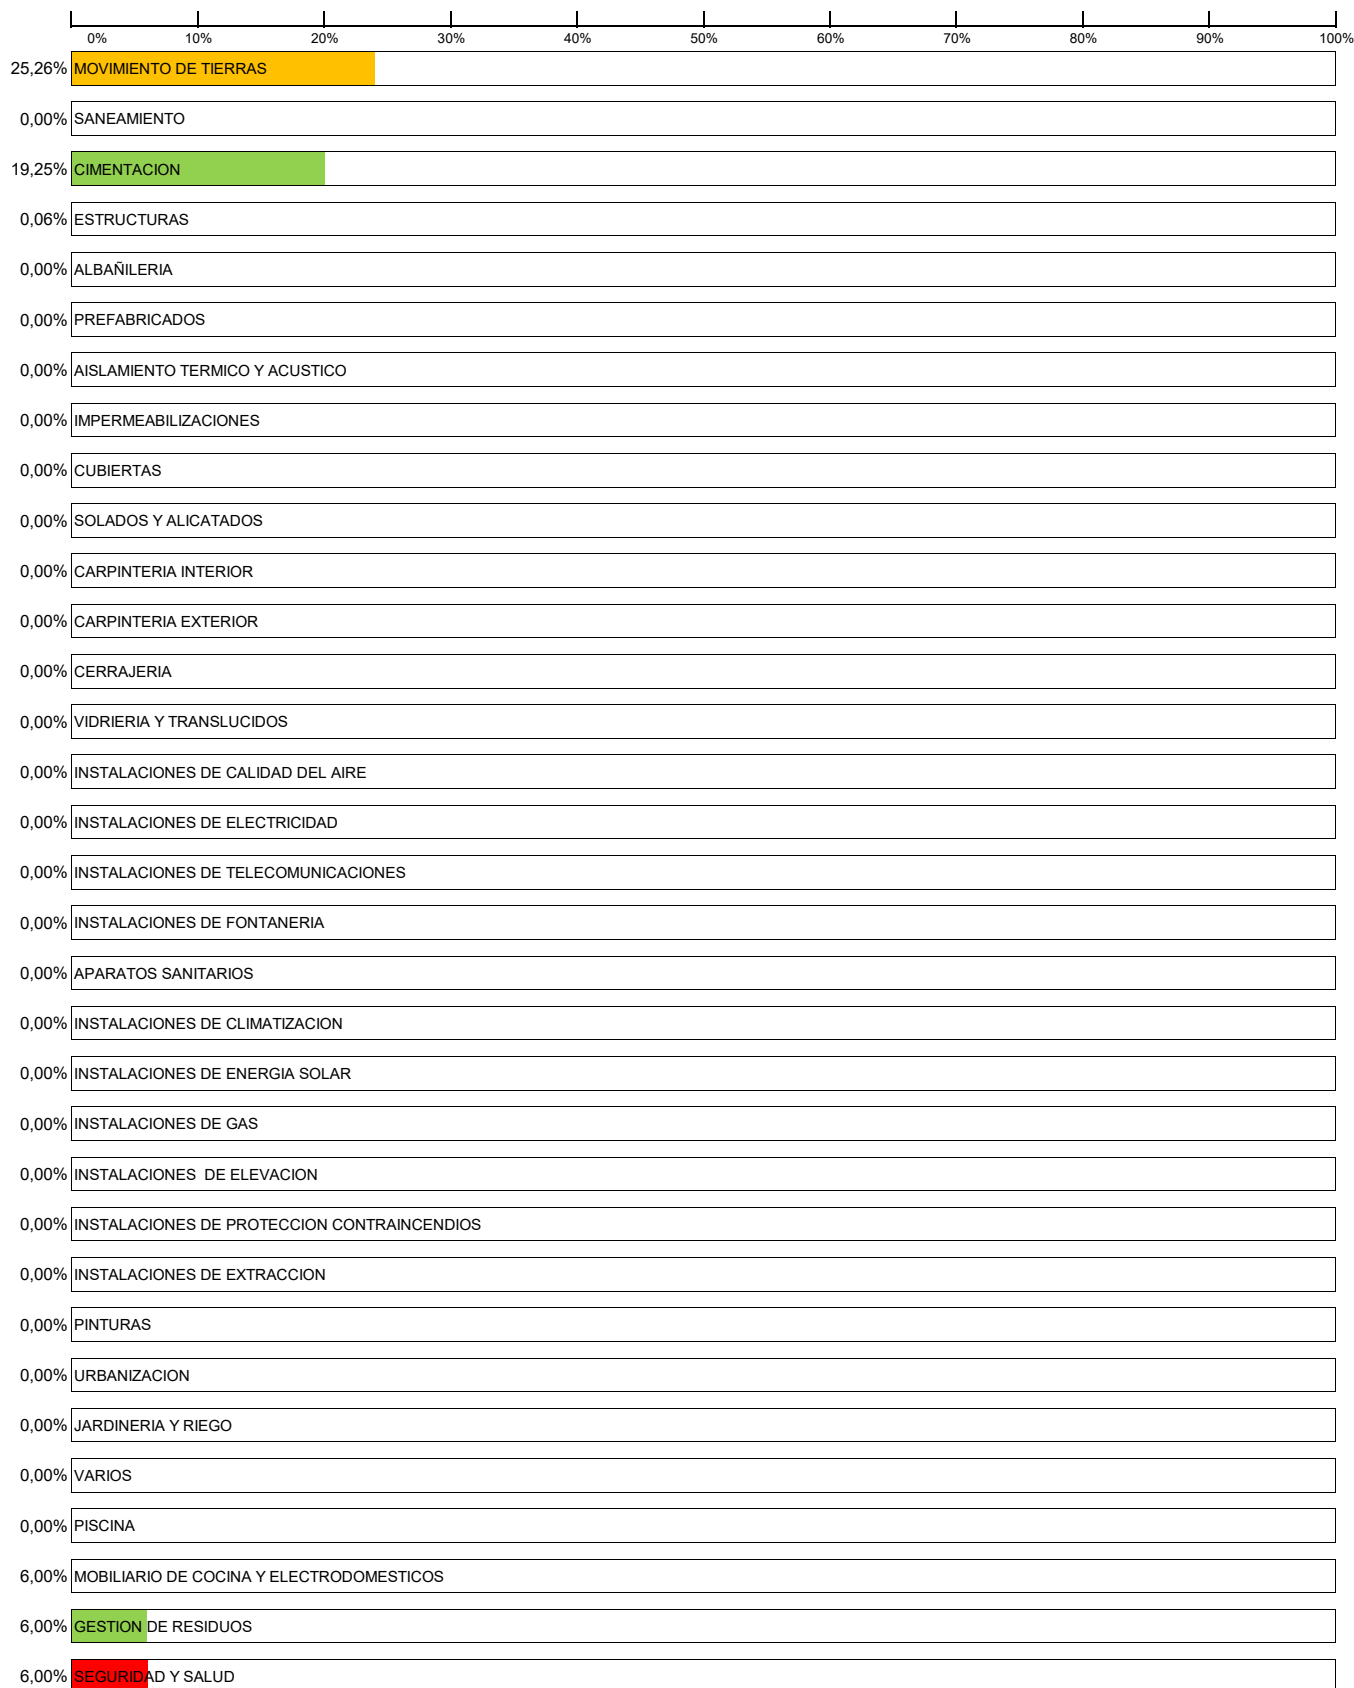 0% 10% 20% 30% 40% 50% 60% 70% 80% 90% 100%
25,26% MOVIMIENTO DE TIERRAS
0,00% SANEAMIENTO
19,25% CIMENTACION
0,06% ESTRUCTURAS
0,00% ALBAÑILERIA
0,00% PREFABRICADOS
0,00% AISLAMIENTO TERMICO Y ACUSTICO
0,00% IMPERMEABILIZACIONES
0,00% CUBIERTAS
0,00% SOLADOS Y ALICATADOS
0,00% CARPINTERIA INTERIOR
0,00% CARPINTERIA EXTERIOR
0,00% CERRAJERIA
0,00% VIDRIERIA Y TRANSLUCIDOS
0,00% INSTALACIONES DE CALIDAD DEL AIRE
0,00% INSTALACIONES DE ELECTRICIDAD
0,00% INSTALACIONES DE TELECOMUNICACIONES
0,00% INSTALACIONES DE FONTANERIA
0,00% APARATOS SANITARIOS
0,00% INSTALACIONES DE CLIMATIZACION
0,00% INSTALACIONES DE ENERGIA SOLAR
0,00% INSTALACIONES DE GAS
0,00% INSTALACIONES DE ELEVACION
0,00% INSTALACIONES DE PROTECCION CONTRAINCENDIOS
0,00% INSTALACIONES DE EXTRACCION
0,00% PINTURAS
0,00% URBANIZACION
0,00% JARDINERIA Y RIEGO
0,00% VARIOS
0,00% PISCINA
6,00% MOBILIARIO DE COCINA Y ELECTRODOMESTICOS
6,00% GESTION DE RESIDUOS
6,00% SEGURIDAD Y SALUD